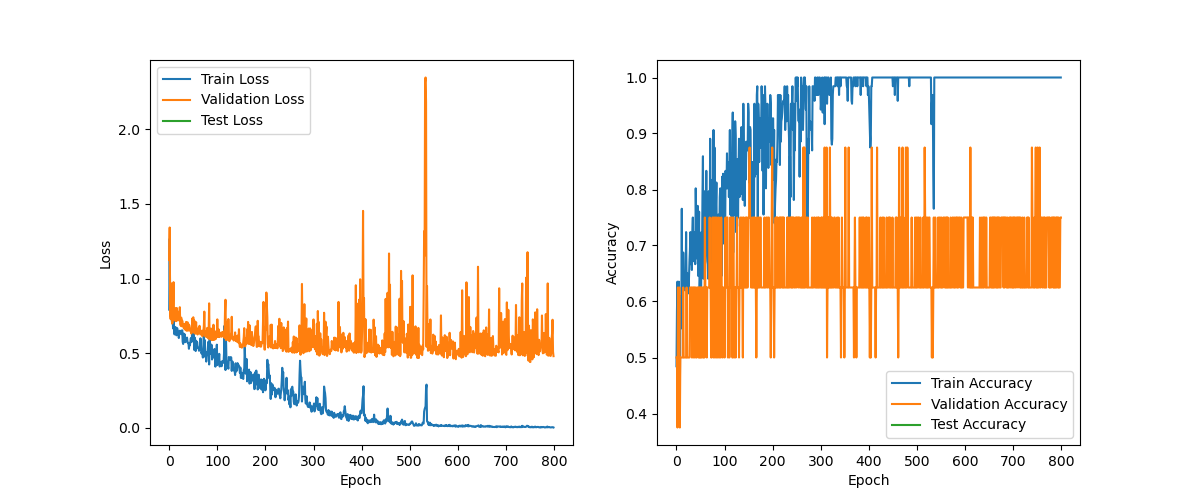 Train Loss
Validation Loss
Test Loss
2.0
1.5
1.0
0.5
0.0
Loss
0 100 200 300 400 500 600 700 800
Epoch
1.0
0.9
0.8
0.7
0.6
0.5
0.4
Accuracy
Train Accuracy
Validation Accuracy
Test Accuracy
0 100 200 300 400 500 600 700 800
Epoch